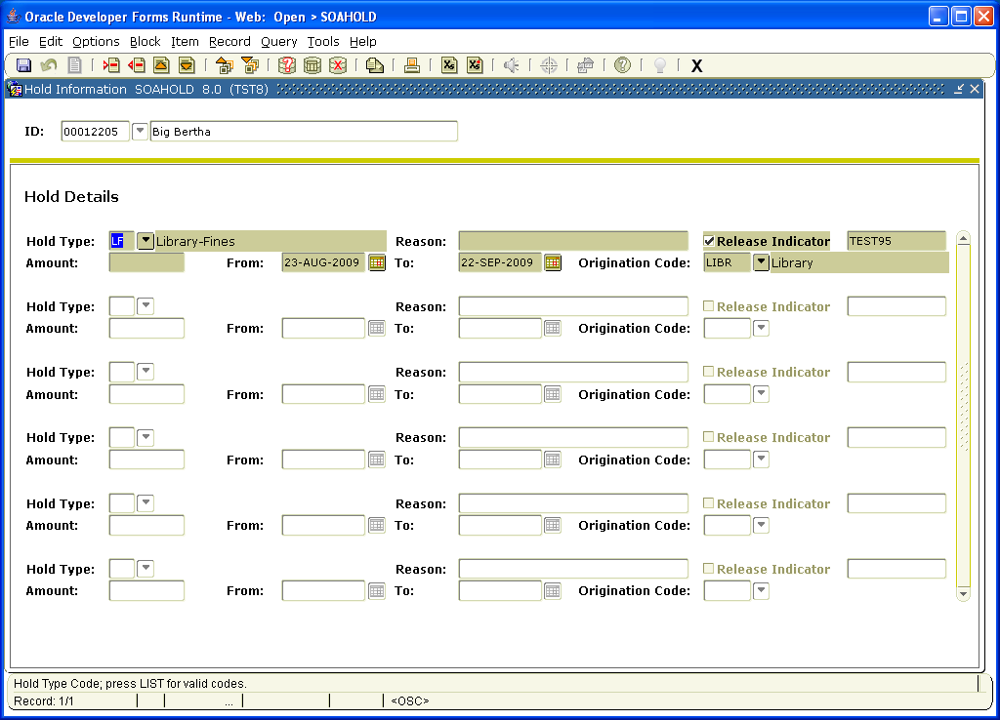 Oracle Developer Forms Runtime - Web: Open > SOAHOLD
File Edit Options Block Item Record Query Tools Help
X
Hold Information SOAHOLD 8.0 (TST8)
ID: 00012205 Big Bertha
Hold Details
Hold Type: LF Library-Fines Reason: Release Indicator TEST95
Amount: From: 23-AUG-2009 To: 22-SEP-2009 Origination Code: LIBR Library
Hold Type: Reason: Release Indicator
Amount: From: To: Origination Code:
Hold Type: Reason: Release Indicator
Amount: From: To: Origination Code:
Hold Type: Reason: Release Indicator
Amount: From: To: Origination Code:
Hold Type: Reason: Release Indicator
Amount: From: To: Origination Code:
Hold Type: Reason: Release Indicator
Amount: From: To: Origination Code:
Hold Type Code; press LIST for valid codes.
Record: 1/1 ... <OSC>